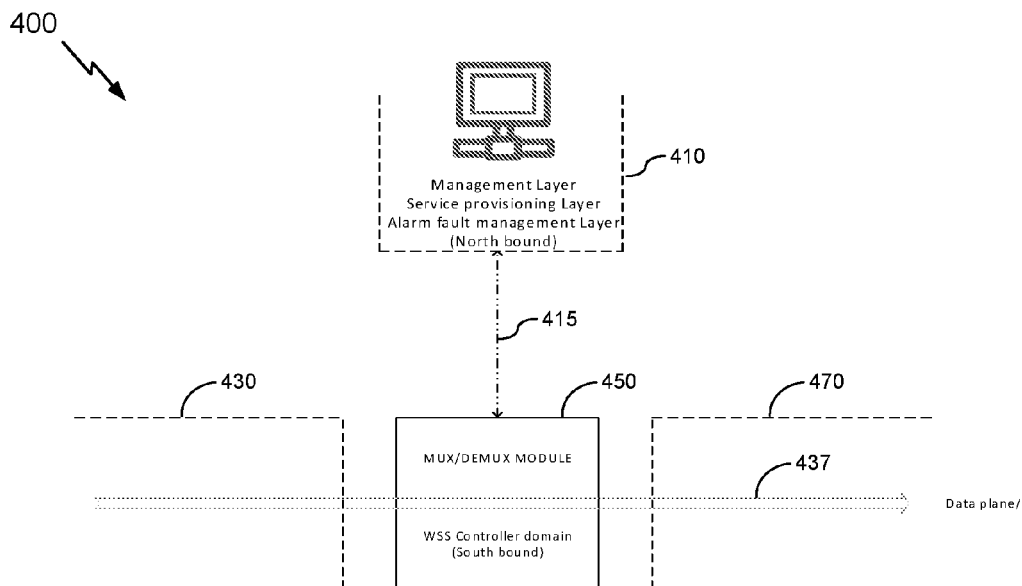 400
410
Management Layer
Service provisioning Layer
Alarm fault management Layer
(North bound)
415
430
450
470
MUX/DEMUX MODULE
437
Data plane/
WSS Controller domain
(South bound)